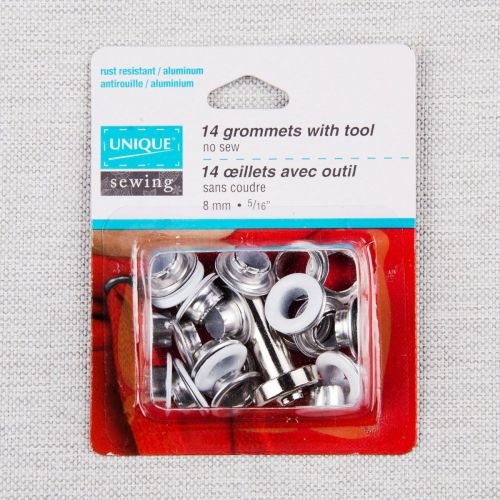 rust resistant / aluminum
antirouille / aluminium
UNIQUE
sewing
14 grommets with tool
no sew
14 œillets avec outil
sans coudre
8 mm • 5/16"